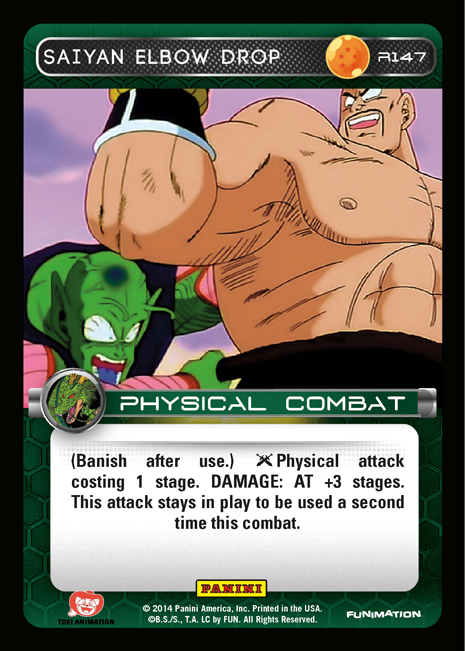 SAIYAN ELBOW DROP R147
PHYSICAL COMBAT
(Banish after use.) Physical attack
costing 1 stage. DAMAGE: AT +3 stages.
This attack stays in play to be used a second
time this combat.
PANINI
TOEI ANIMATION
© 2014 Panini America, Inc. Printed in the USA.
©B.S./S., T.A. LC by FUN. All Rights Reserved.
FUNIMATION